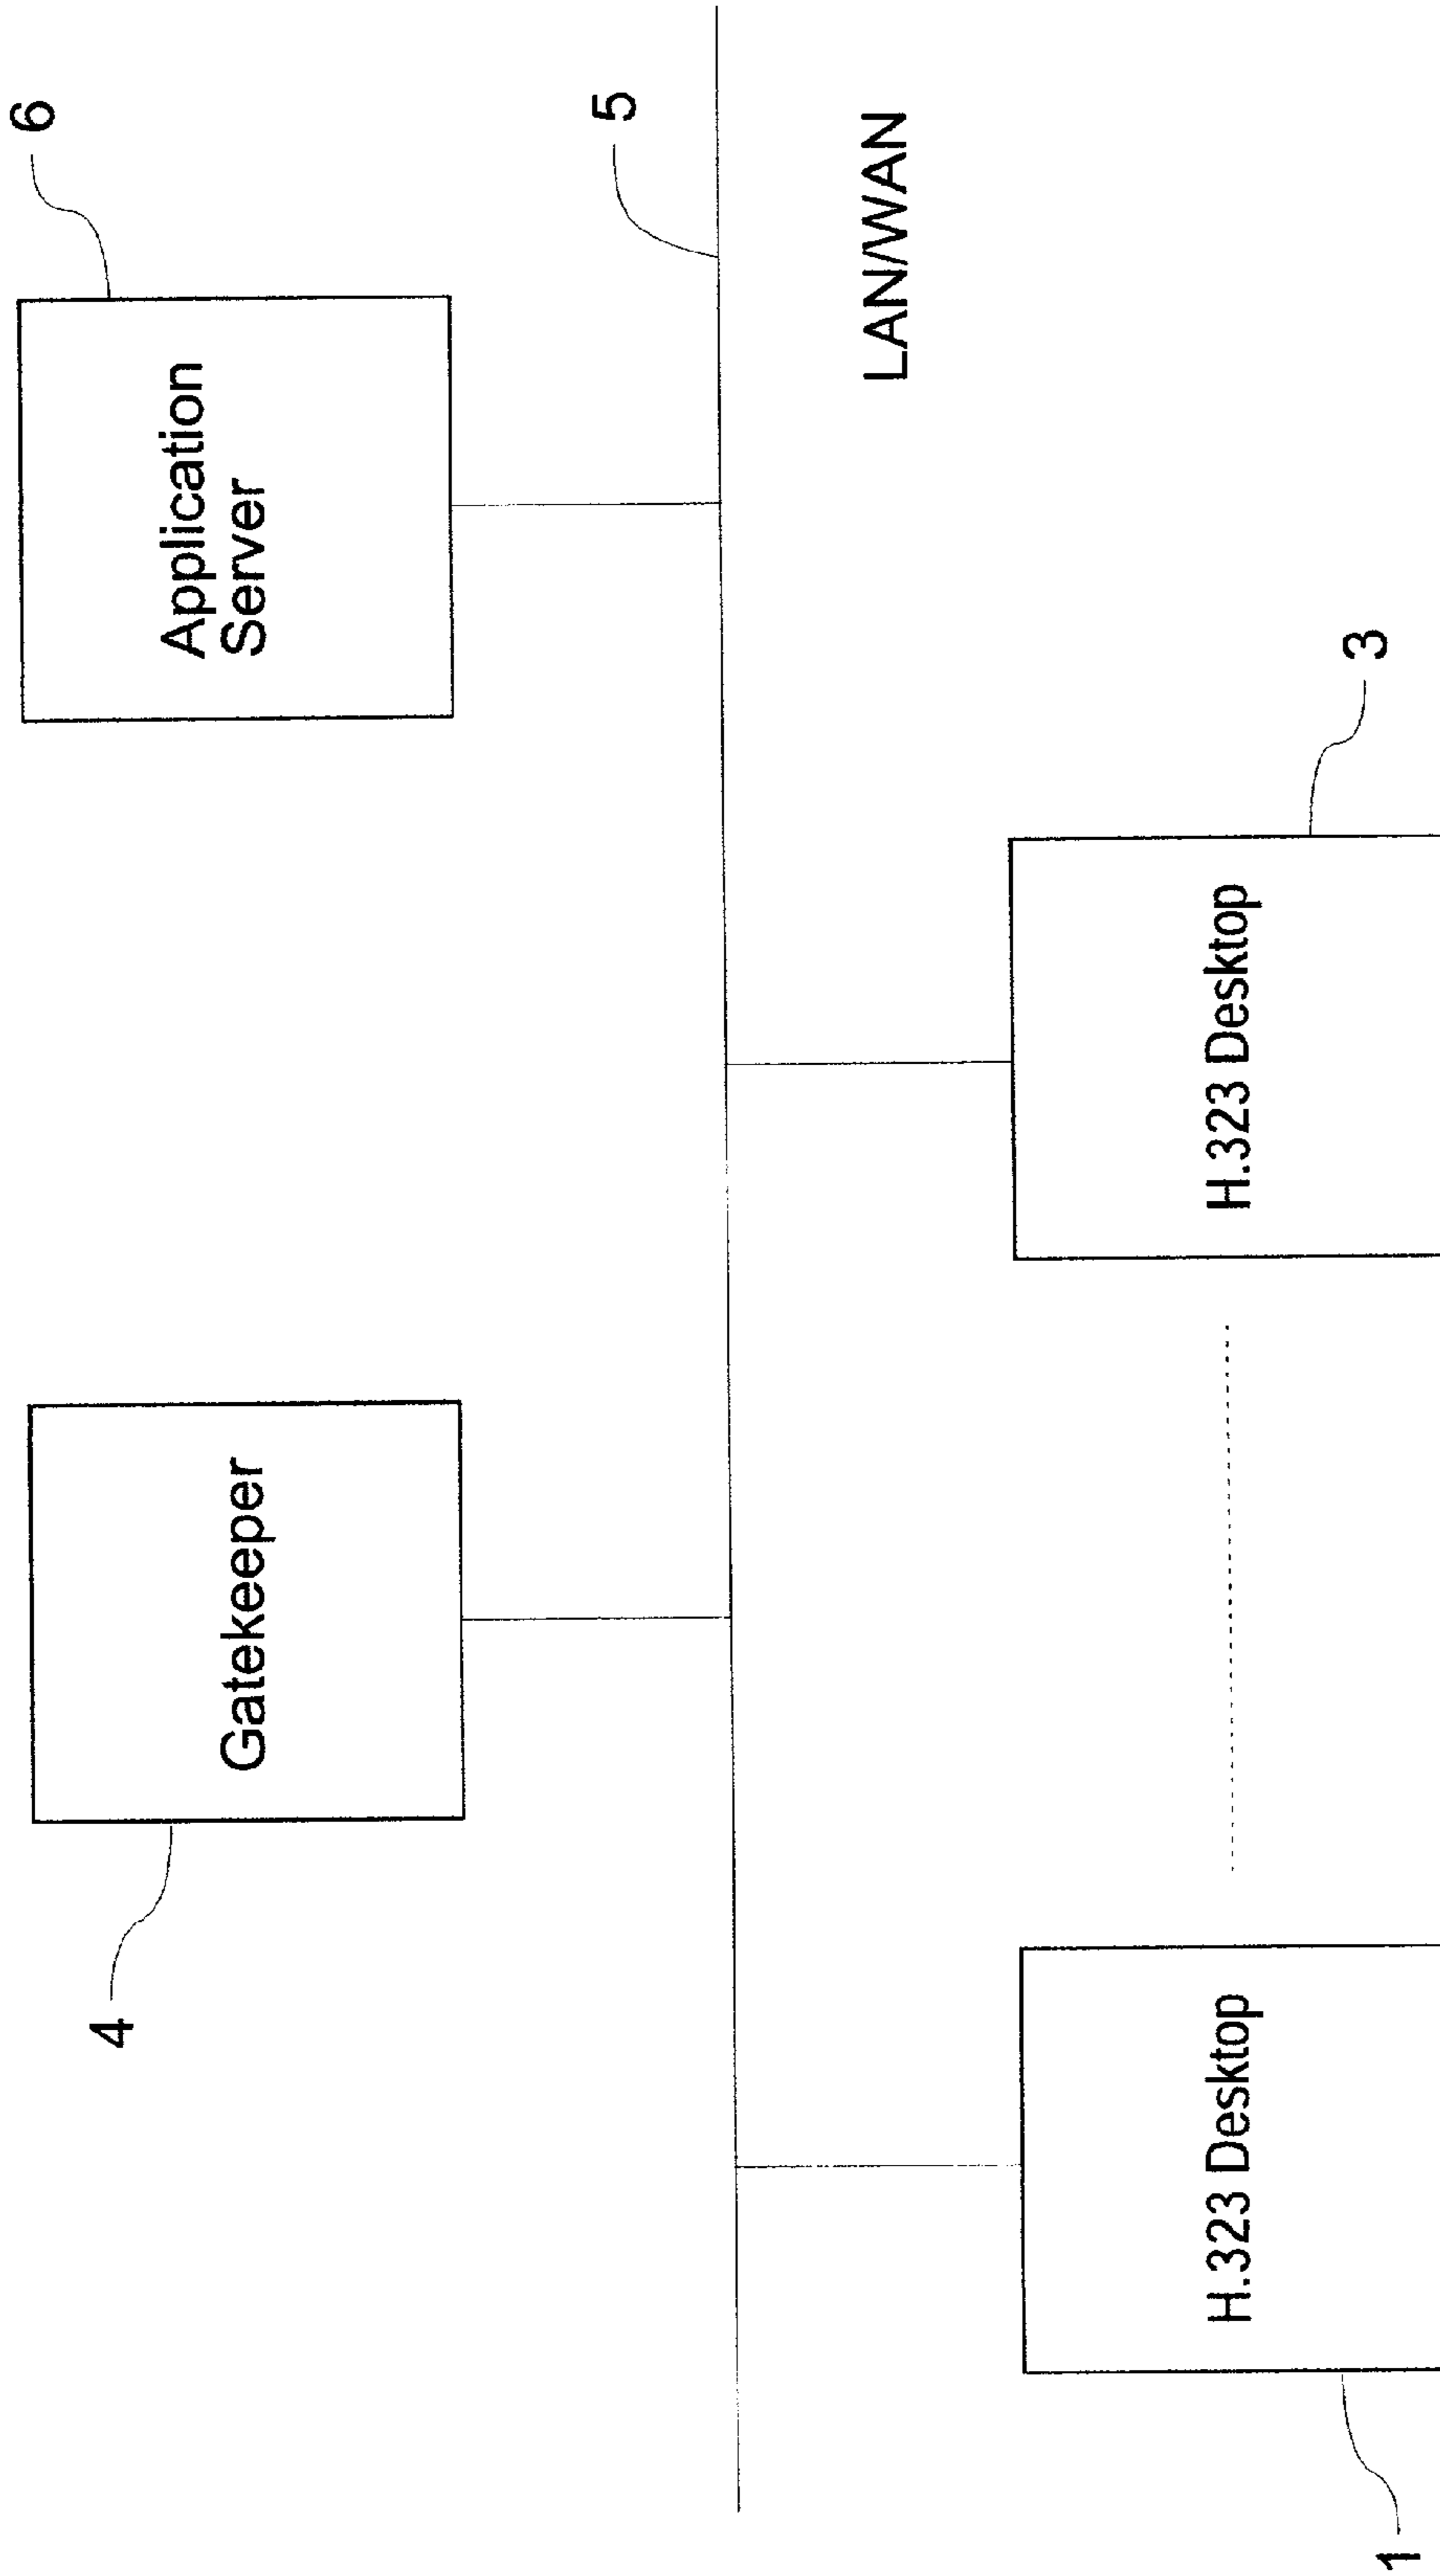 4
Gatekeeper
Application
Server
6
5
LAN/WAN
1
H.323 Desktop
H.323 Desktop
3